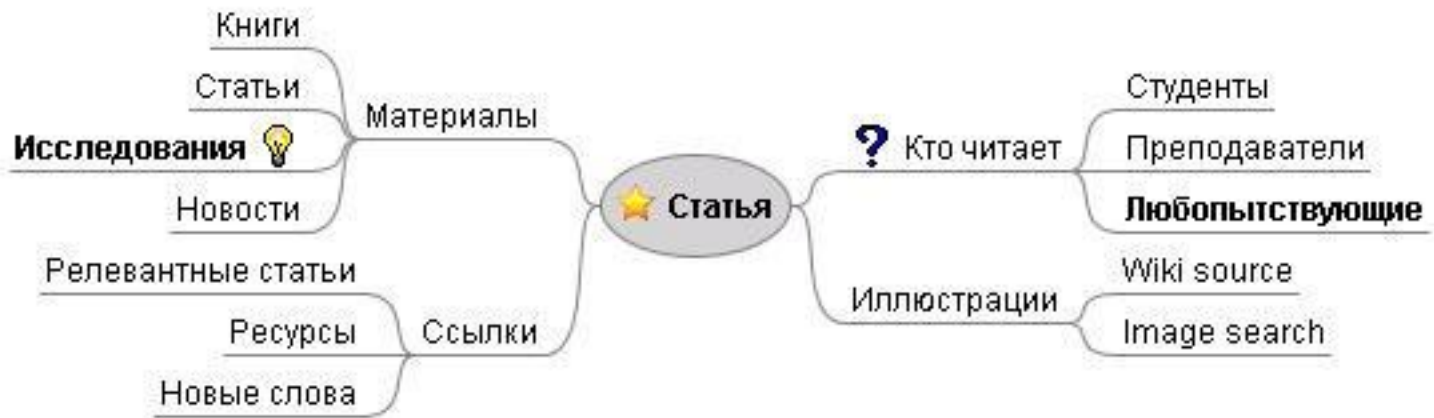 Книги
Статьи
Исследования
Новости
Материалы
Релевантные статьи
Ресурсы
Новые слова
Ссылки
Статья
Кто читает
Студенты
Преподаватели
Любопытствующие
Иллюстрации
Wiki source
Image search